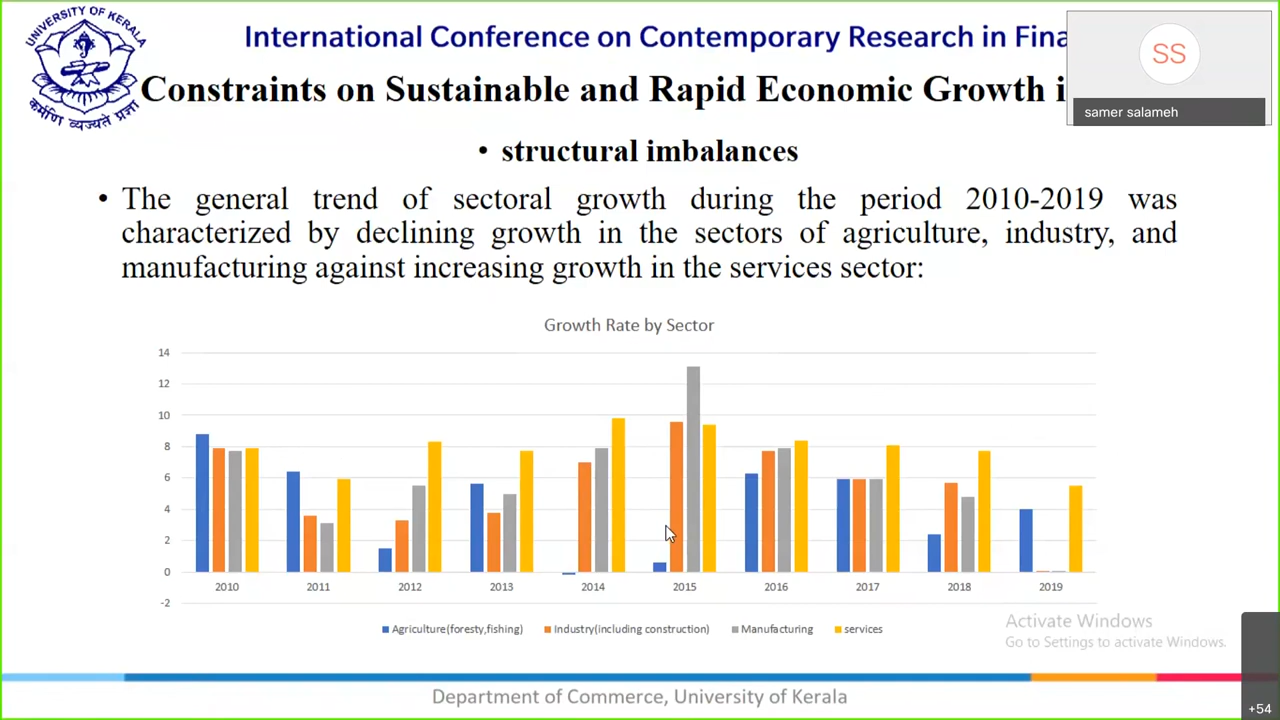 UNIVERSITY OF KERALA
कर्मणि व्यज्यते प्रज्ञा
International Conference on Contemporary Research in Fina
SS
samer salameh
Constraints on Sustainable and Rapid Economic Growth i
• structural imbalances
• The general trend of sectoral growth during the period 2010-2019 was
characterized by declining growth in the sectors of agriculture, industry, and
manufacturing against increasing growth in the services sector:
Growth Rate by Sector
14
12
10
8
6
4
2
0
-2
2010 2011 2012 2013 2014 2015 2016 2017 2018 2019
Agriculture(foresty,fishing) Industry(including construction) Manufacturing services
Activate Windows
Go to Settings to activate Windows.
Department of Commerce, University of Kerala
+54